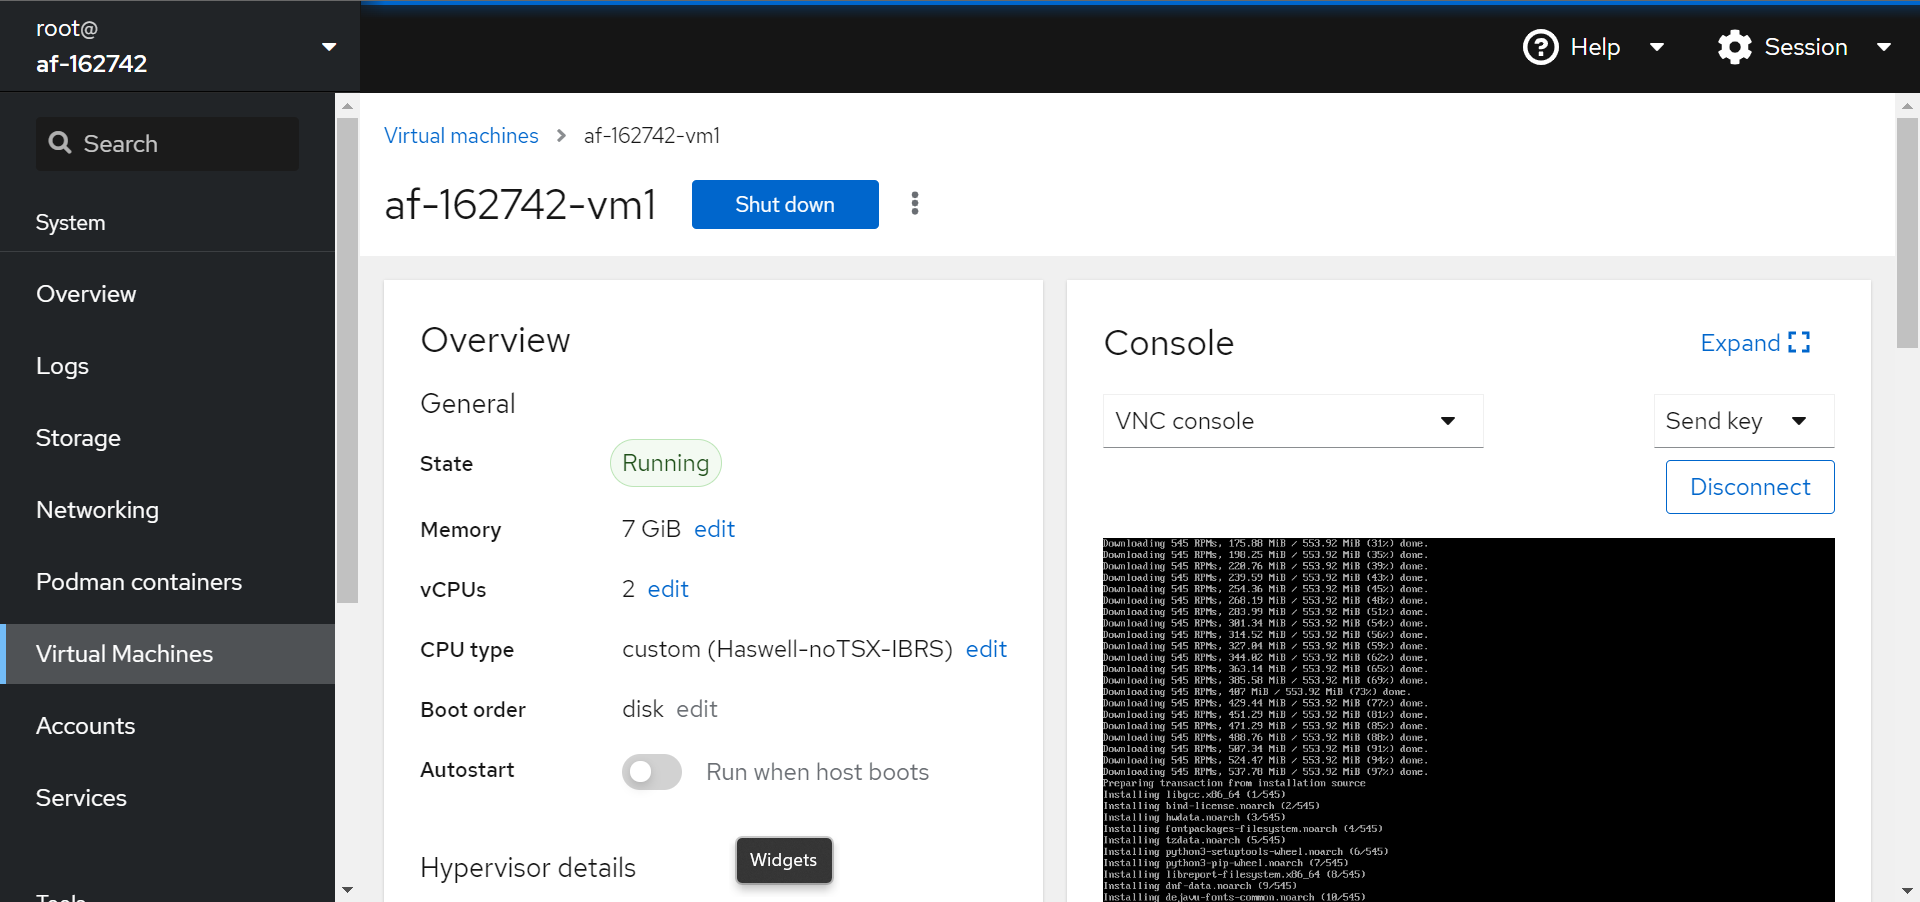 root@
af-162742
Help
Session
Search
System
Overview
Logs
Storage
Networking
Podman containers
Virtual Machines
Accounts
Services
Tools
Virtual machines > af-162742-vm1
af-162742-vm1
Shut down
Overview
General
State Running
Memory 7 GiB edit
vCPUs 2 edit
CPU type custom (Haswell-noTSX-IBRS) edit
Boot order disk edit
Autostart Run when host boots
Hypervisor details
Widgets
Console
Expand
VNC console
Send key
Disconnect
Downloading 545 RPMs, 175.88 MiB / 553.92 MiB (31%) done.
Downloading 545 RPMs, 198.25 MiB / 553.92 MiB (35%) done.
Downloading 545 RPMs, 220.76 MiB / 553.92 MiB (39%) done.
Downloading 545 RPMs, 239.59 MiB / 553.92 MiB (43%) done.
Downloading 545 RPMs, 254.36 MiB / 553.92 MiB (45%) done.
Downloading 545 RPMs, 268.19 MiB / 553.92 MiB (48%) done.
Downloading 545 RPMs, 283.99 MiB / 553.92 MiB (51%) done.
Downloading 545 RPMs, 301.34 MiB / 553.92 MiB (54%) done.
Downloading 545 RPMs, 314.52 MiB / 553.92 MiB (56%) done.
Downloading 545 RPMs, 327.04 MiB / 553.92 MiB (59%) done.
Downloading 545 RPMs, 344.02 MiB / 553.92 MiB (62%) done.
Downloading 545 RPMs, 363.14 MiB / 553.92 MiB (65%) done.
Downloading 545 RPMs, 385.58 MiB / 553.92 MiB (69%) done.
Downloading 545 RPMs, 407 MiB / 553.92 MiB (73%) done.
Downloading 545 RPMs, 429.44 MiB / 553.92 MiB (77%) done.
Downloading 545 RPMs, 451.29 MiB / 553.92 MiB (81%) done.
Downloading 545 RPMs, 471.29 MiB / 553.92 MiB (85%) done.
Downloading 545 RPMs, 488.76 MiB / 553.92 MiB (88%) done.
Downloading 545 RPMs, 507.34 MiB / 553.92 MiB (91%) done.
Downloading 545 RPMs, 524.47 MiB / 553.92 MiB (94%) done.
Downloading 545 RPMs, 537.78 MiB / 553.92 MiB (97%) done.
Preparing transaction from installation source
Installing libgcc.x86_64 (1/545)
Installing bind-license.noarch (2/545)
Installing hwdata.noarch (3/545)
Installing fontpackages-filesystem.noarch (4/545)
Installing tzdata.noarch (5/545)
Installing python3-setuptools-wheel.noarch (6/545)
Installing python3-pip-wheel.noarch (7/545)
Installing libreport-filesystem.x86_64 (8/545)
Installing dnf-data.noarch (9/545)
Installing dejavu-fonts-common.noarch (10/545)